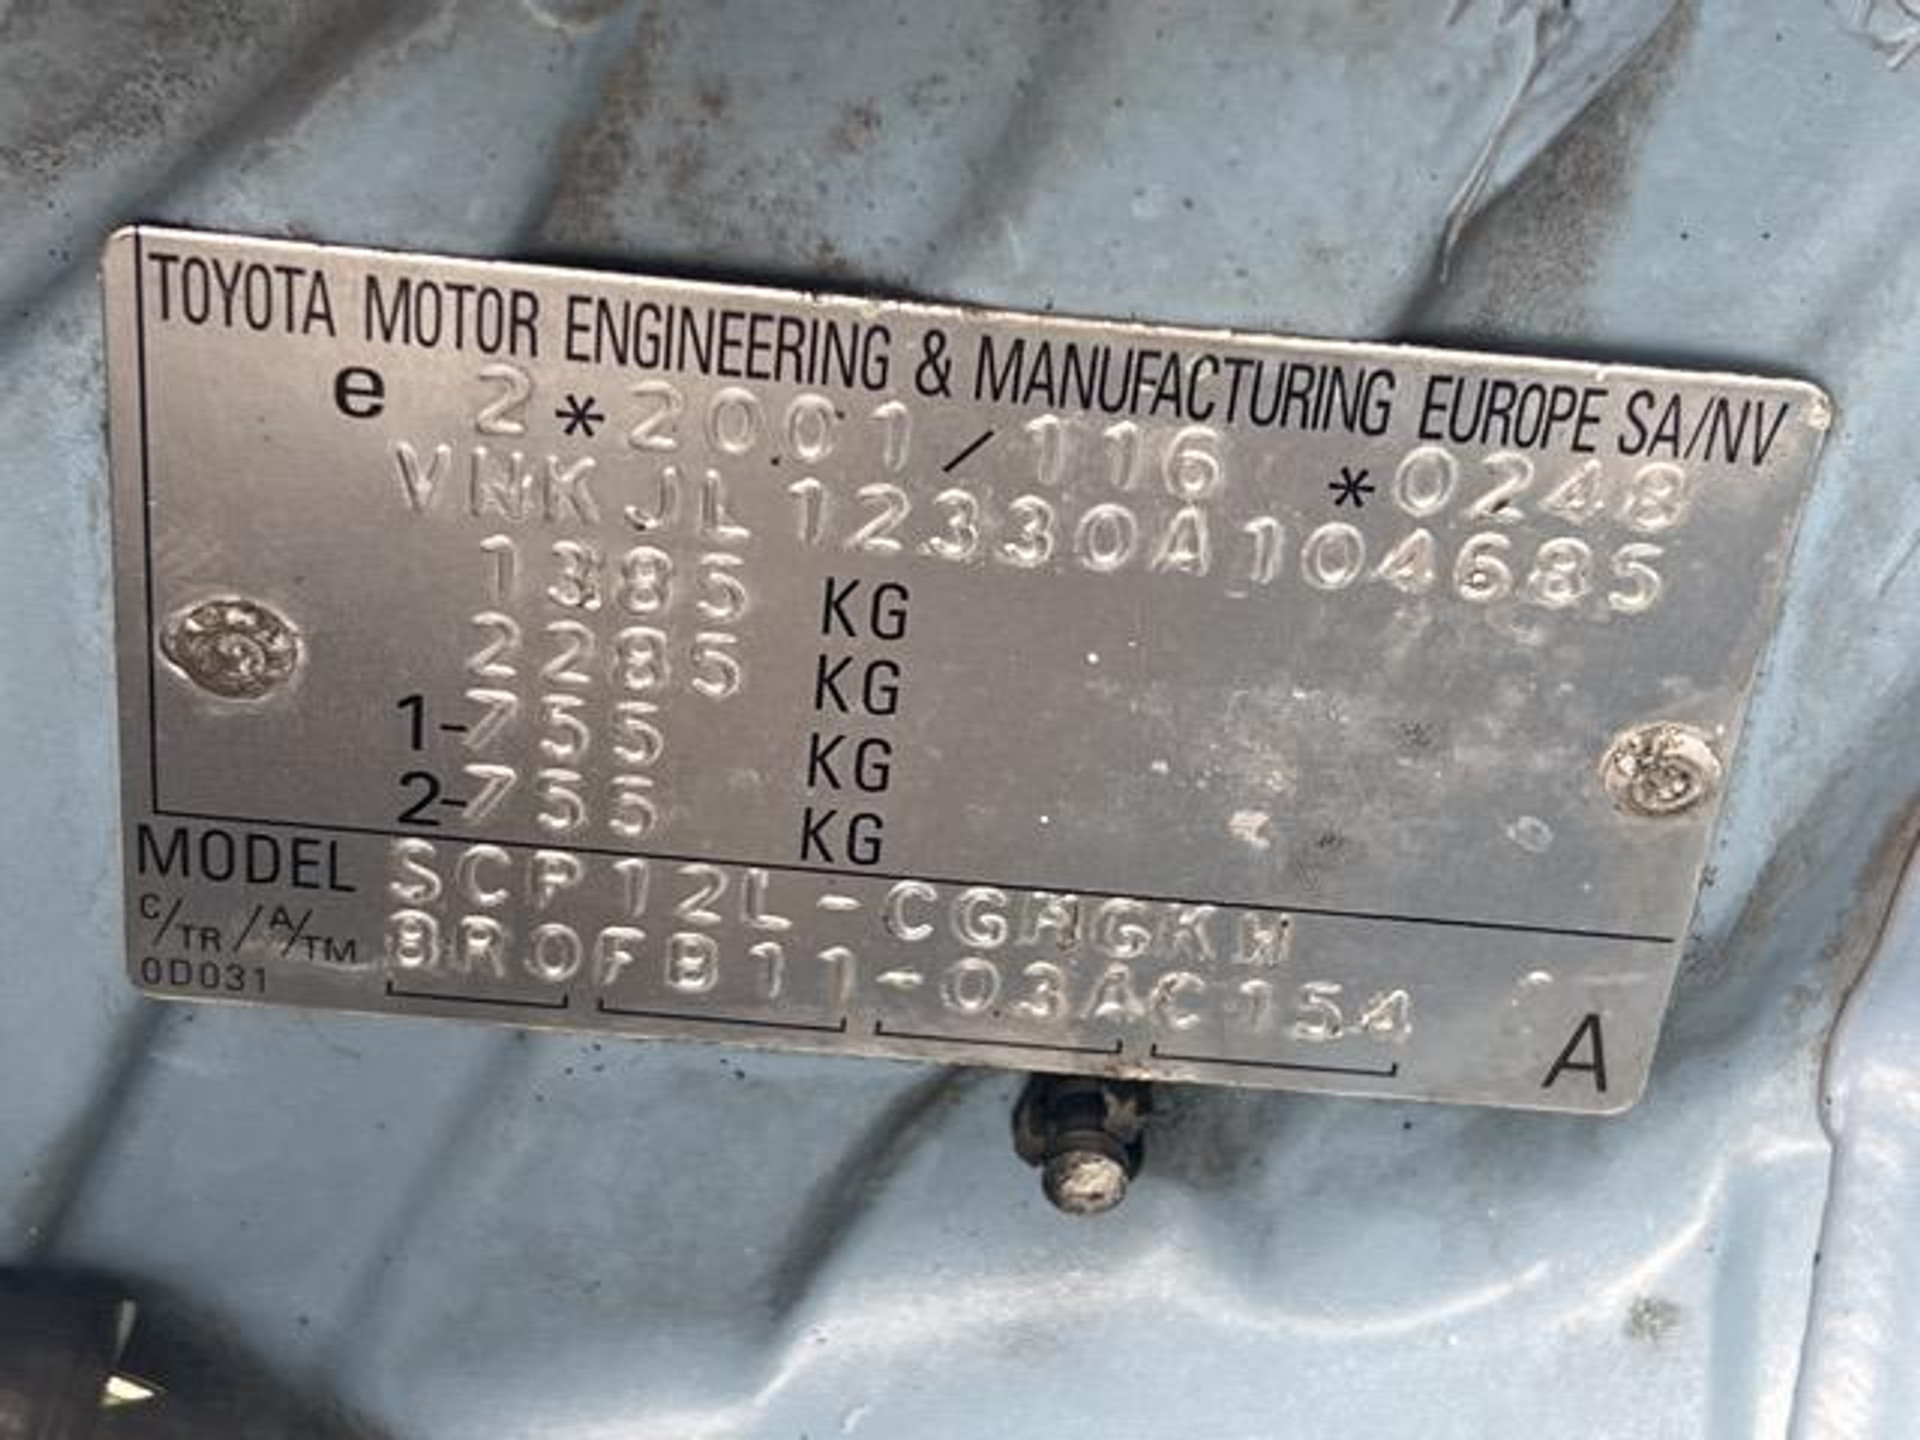 TOYOTA MOTOR ENGINEERING & MANUFACTURING EUROPE SA/NV
e 2*2001/116 *0248
VNKJL12330A104685
1385 KG
2285 KG
1-755 KG
2-755 KG
MODEL SCP12L-CGMGKW
C/TR/A/TM 8R0FB11-03AC154
0D031 A